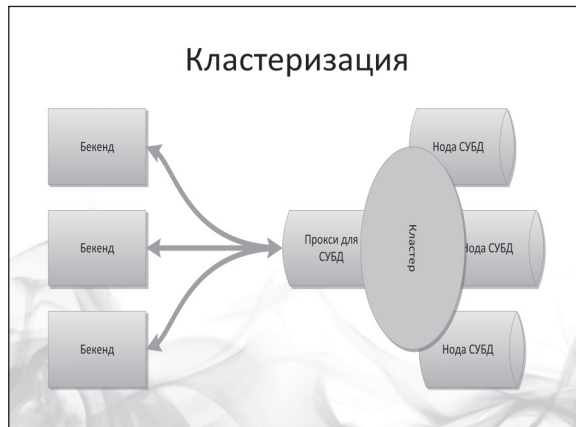 Кластеризация
Бекенд
Нода СУБД
Бекенд
Прокси для
СУБД
Кластер
Нода СУБД
Бекенд
Нода СУБД